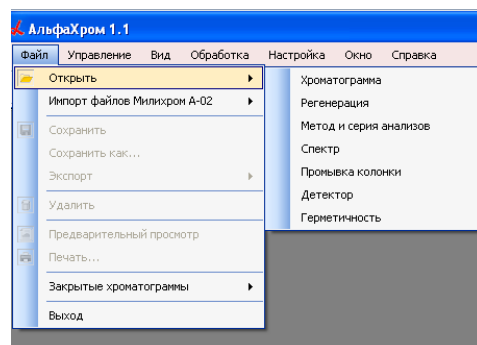 АльфаХром 1.1
Файл Управление Вид Обработка Настройка Окно Справка
Открыть
Импорт файлов Милихром А-02
Сохранить
Сохранить как...
Экспорт
Удалить
Предварительный просмотр
Печать...
Закрытые хроматограммы
Выход
Хроматограмма
Регенерация
Метод и серия анализов
Спектр
Промывка колонки
Детектор
Герметичность